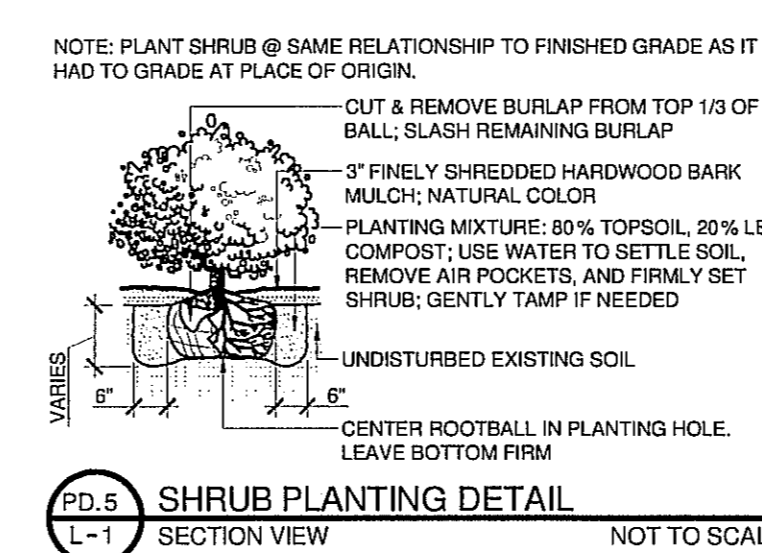 NOTE: PLANT SHRUB @ SAME RELATIONSHIP TO FINISHED GRADE AS IT
HAD TO GRADE AT PLACE OF ORIGIN.
CUT & REMOVE BURLAP FROM TOP 1/3 OF
BALL; SLASH REMAINING BURLAP
3" FINELY SHREDDED HARDWOOD BARK
MULCH; NATURAL COLOR
PLANTING MIXTURE: 80% TOPSOIL, 20%
COMPOST; USE WATER TO SETTLE SOIL,
REMOVE AIR POCKETS, AND FIRMLY SET
SHRUB; GENTLY TAMP IF NEEDED
UNDISTURBED EXISTING SOIL
VARIES
6"
6"
CENTER ROOTBALL IN PLANTING HOLE.
LEAVE BOTTOM FIRM
PD.5
L-1
SHRUB PLANTING DETAIL
SECTION VIEW
NOT TO